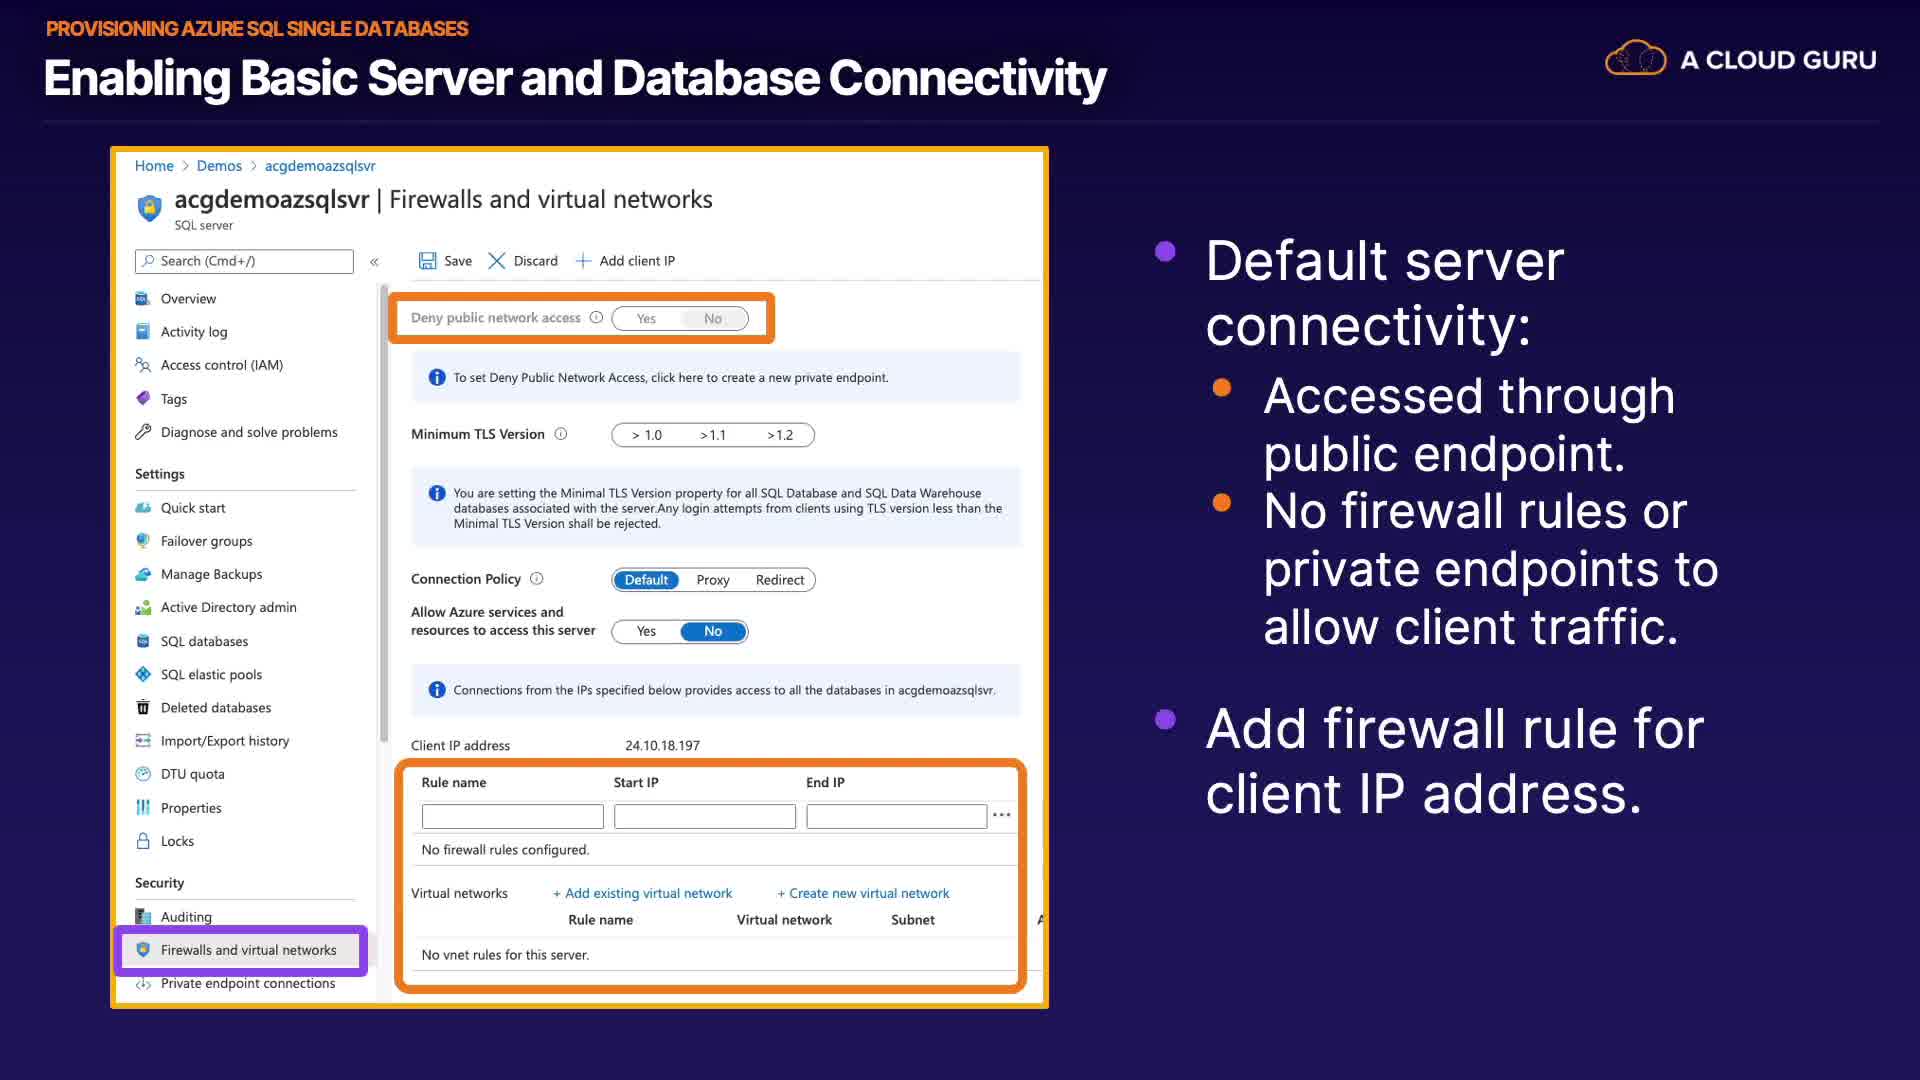 PROVISIONING AZURE SQL SINGLE DATABASES
Enabling Basic Server and Database Connectivity
A CLOUD GURU
Home > Demos > acgdemoazsqlsvr
acgdemoazsqlsvr | Firewalls and virtual networks
SQL server
Search (Cmd+/)
«
Overview
Activity log
Access control (IAM)
Tags
Diagnose and solve problems
Settings
Quick start
Failover groups
Manage Backups
Active Directory admin
SQL databases
SQL elastic pools
Deleted databases
Import/Export history
DTU quota
Properties
Locks
Security
Auditing
Firewalls and virtual networks
Private endpoint connections
Save Discard Add client IP
Deny public network access Yes No
To set Deny Public Network Access, click here to create a new private endpoint.
Minimum TLS Version > 1.0 >1.1 >1.2
You are setting the Minimal TLS Version property for all SQL Database and SQL Data Warehouse
databases associated with the server.Any login attempts from clients using TLS version less than the
Minimal TLS Version shall be rejected.
Connection Policy Default Proxy Redirect
Allow Azure services and
resources to access this server Yes No
Connections from the IPs specified below provides access to all the databases in acgdemoazsqlsvr.
Client IP address 24.10.18.197
Rule name Start IP End IP
...
No firewall rules configured.
Virtual networks + Add existing virtual network + Create new virtual network
Rule name Virtual network Subnet
No vnet rules for this server.
Default server
connectivity:
Accessed through
public endpoint.
No firewall rules or
private endpoints to
allow client traffic.
Add firewall rule for
client IP address.